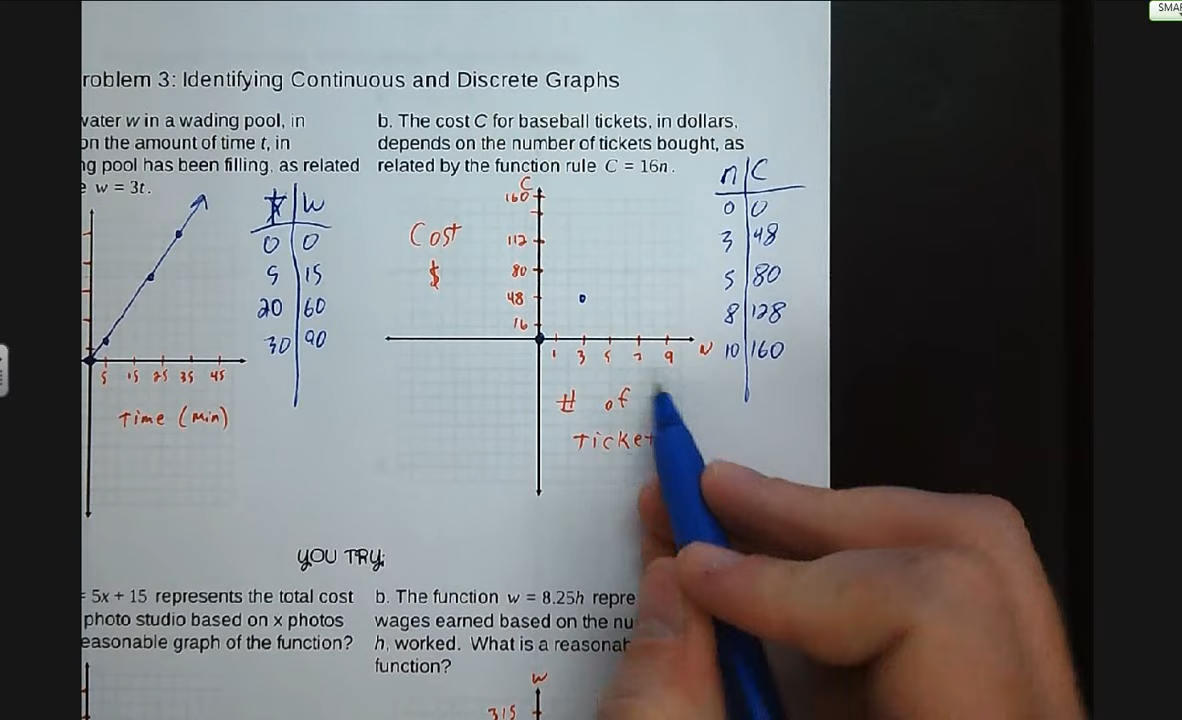 SMAR
roblem 3: Identifying Continuous and Discrete Graphs
vater w in a wading pool, in
on the amount of time t, in
ng pool has been filling, as related
e w = 3t.
t W
0 0
5 15
20 60
30 90
5 15 25 35 45
Time (Min)
b. The cost C for baseball tickets, in dollars,
depends on the number of tickets bought, as
related by the function rule C = 16n.
C
160
112
80
48
16
Cost
$
1 3 5 7 9 N
# of
Ticket
n C
0 0
3 48
5 80
8 128
10 160
YOU TRY:
= 5x + 15 represents the total cost
photo studio based on x photos
easonable graph of the function?
b. The function w = 8.25h repre
wages earned based on the nu
h, worked. What is a reasonab
function?
W
315